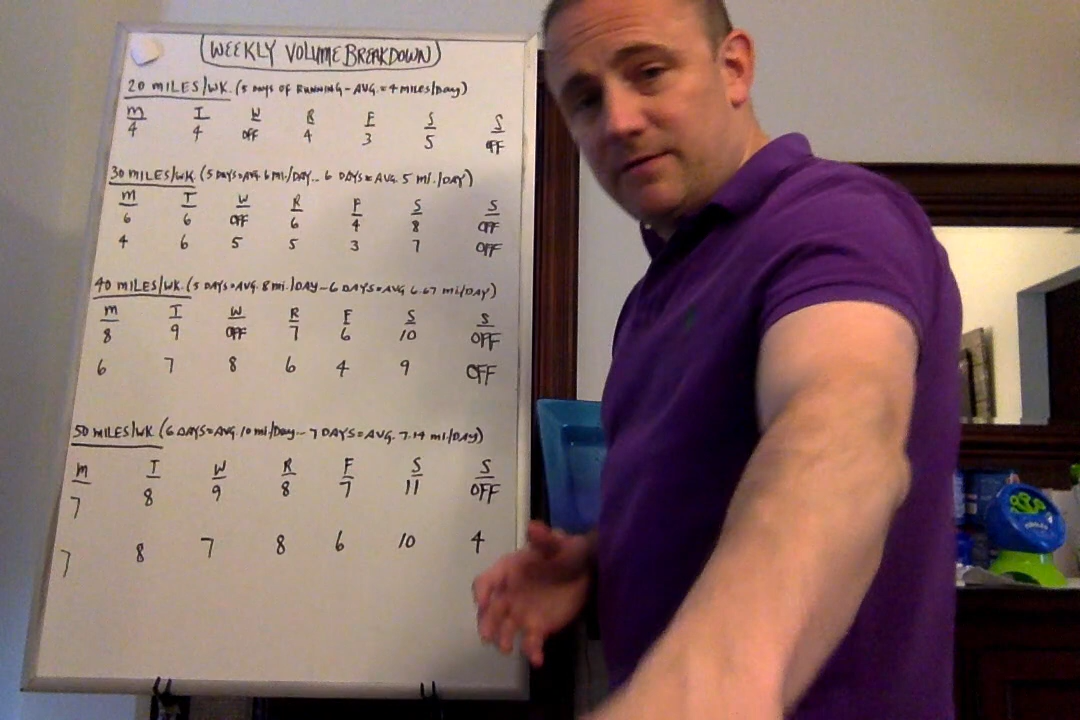 (WEEKLY VOLUME BREAKDOWN)
20 MILES/WK. (5 DAYS OF RUNNING - AVG. = 4 MILES/DAY)
M T W R F S S
4 4 OFF 4 3 5 OFF
30 MILES/WK. (5 DAYS=AVG. 6 MI./DAY... 6 DAYS=AVG. 5 MI./DAY)
M T W R F S S
6 6 OFF 6 4 8 OFF
4 6 5 5 3 7 OFF
40 MILES/WK. (5 DAYS=AVG. 8 MI./DAY - 6 DAYS=AVG 6.67 MI/DAY)
M T W R F S S
8 9 OFF 7 6 10 OFF
6 7 8 6 4 9 OFF
50 MILES/WK (6 DAYS=AVG. 10 MI./DAY... 7 DAYS=AVG. 7.14 MI./DAY)
M T W R F S S
7 8 9 8 7 11 OFF
7 8 7 8 6 10 4